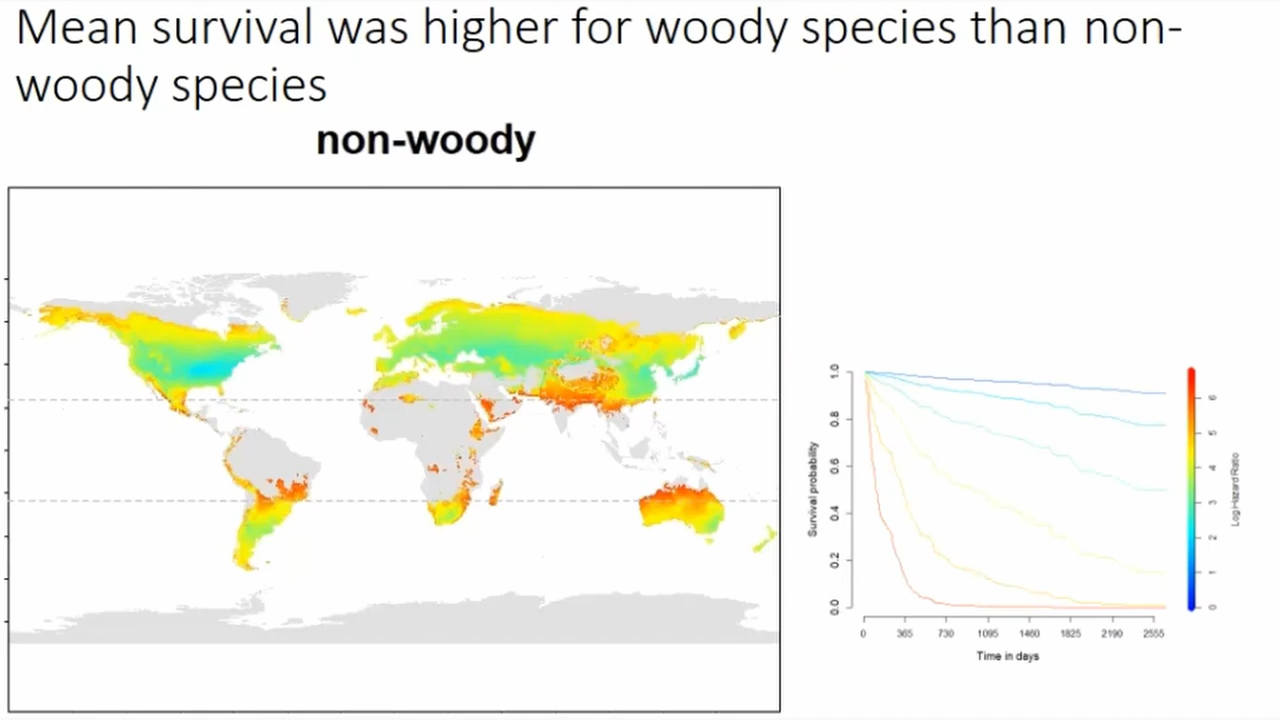 Mean survival was higher for woody species than non-
woody species
non-woody
Survival probability
0.0 0.2 0.4 0.6 0.8 1.0
0 365 730 1095 1460 1825 2190 2555
Time in days
0 1 2 3 4 5 6
Log Hazard Ratio